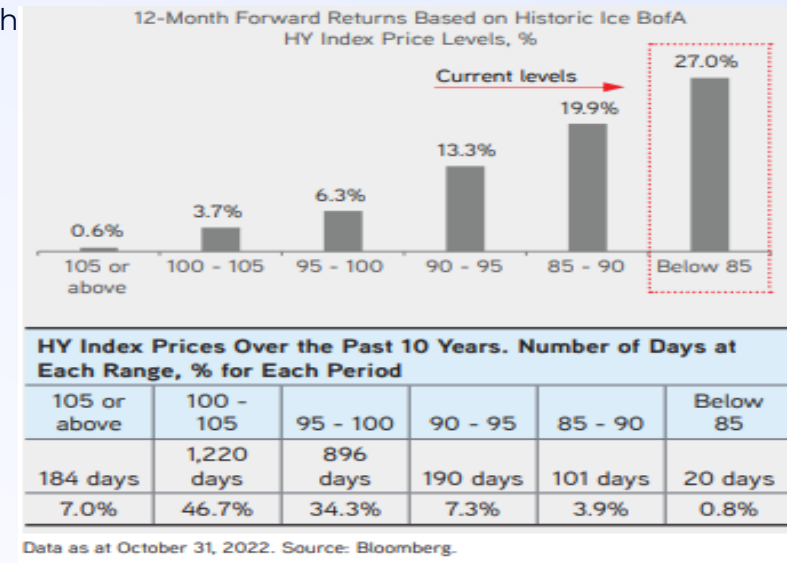 h
12-Month Forward Returns Based on Historic Ice BofA
HY Index Price Levels, %
27.0%
Current levels
19.9%
13.3%
6.3%
3.7%
0.6%
105 or above 100 - 105 95 - 100 90 - 95 85 - 90 Below 85
HY Index Prices Over the Past 10 Years. Number of Days at
Each Range, % for Each Period
105 or above 100 - 105 95 - 100 90 - 95 85 - 90 Below 85
184 days 1,220 days 896 days 190 days 101 days 20 days
7.0% 46.7% 34.3% 7.3% 3.9% 0.8%
Data as at October 31, 2022. Source: Bloomberg.